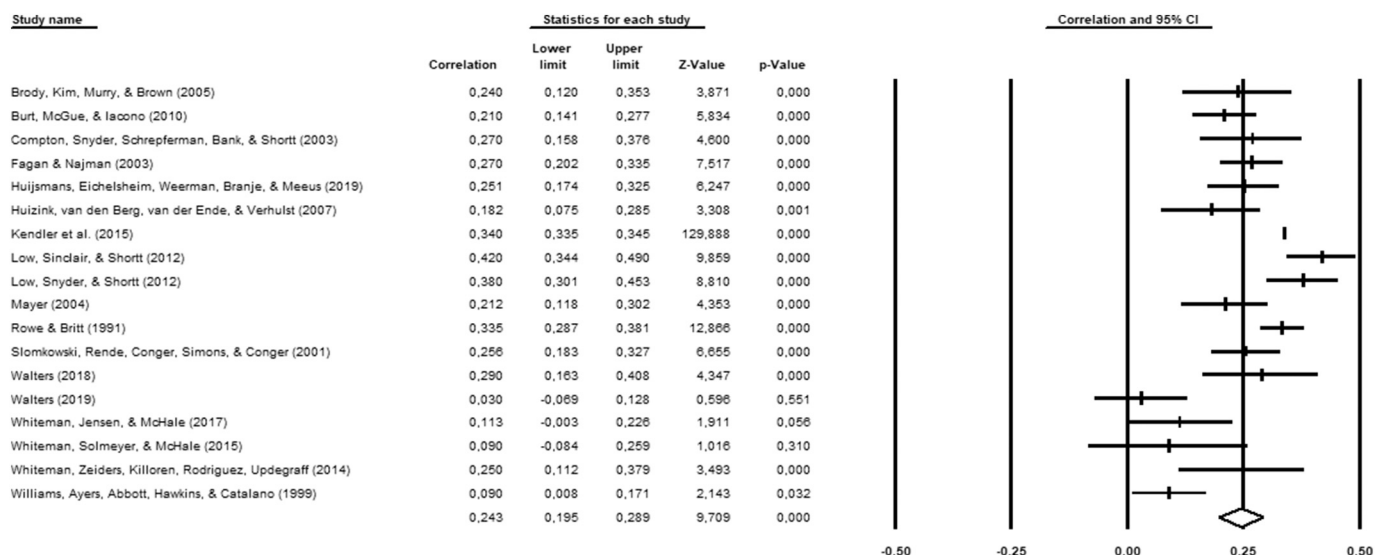 Study name Statistics for each study Correlation and 95% CI
Lower Upper
Correlation limit limit Z-Value p-Value
Brody, Kim, Murry, & Brown (2005) 0,240 0,120 0,353 3,871 0,000
Burt, McGue, & Iacono (2010) 0,210 0,141 0,277 5,834 0,000
Compton, Snyder, Schrepferman, Bank, & Shortt (2003) 0,270 0,158 0,376 4,600 0,000
Fagan & Najman (2003) 0,270 0,202 0,335 7,517 0,000
Huijsmans, Eichelsheim, Weerman, Branje, & Meeus (2019) 0,251 0,174 0,325 6,247 0,000
Huizink, van den Berg, van der Ende, & Verhulst (2007) 0,182 0,075 0,285 3,308 0,001
Kendler et al. (2015) 0,340 0,335 0,345 129,888 0,000
Low, Sinclair, & Shortt (2012) 0,420 0,344 0,490 9,859 0,000
Low, Snyder, & Shortt (2012) 0,380 0,301 0,453 8,810 0,000
Mayer (2004) 0,212 0,118 0,302 4,353 0,000
Rowe & Britt (1991) 0,335 0,287 0,381 12,866 0,000
Slomkowski, Rende, Conger, Simons, & Conger (2001) 0,256 0,183 0,327 6,655 0,000
Walters (2018) 0,290 0,163 0,408 4,347 0,000
Walters (2019) 0,030 -0,069 0,128 0,596 0,551
Whiteman, Jensen, & McHale (2017) 0,113 -0,003 0,226 1,911 0,056
Whiteman, Solmeyer, & McHale (2015) 0,090 -0,084 0,259 1,016 0,310
Whiteman, Zeiders, Killoren, Rodriguez, Updegraff (2014) 0,250 0,112 0,379 3,493 0,000
Williams, Ayers, Abbott, Hawkins, & Catalano (1999) 0,090 0,008 0,171 2,143 0,032
0,243 0,195 0,289 9,709 0,000
-0.50 -0.25 0.00 0.25 0.50